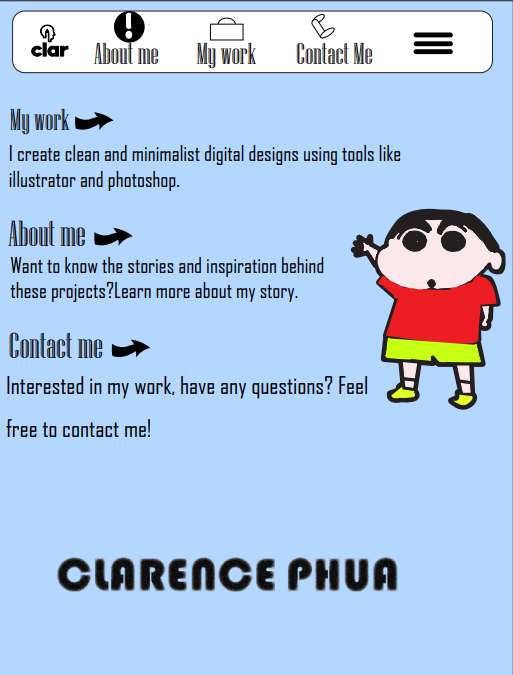 clar
About me
My work
Contact Me
My work
I create clean and minimalist digital designs using tools like
illustrator and photoshop.
About me
Want to know the stories and inspiration behind
these projects?Learn more about my story.
Contact me
Interested in my work, have any questions? Feel
free to contact me!
CLARENCE PHUA